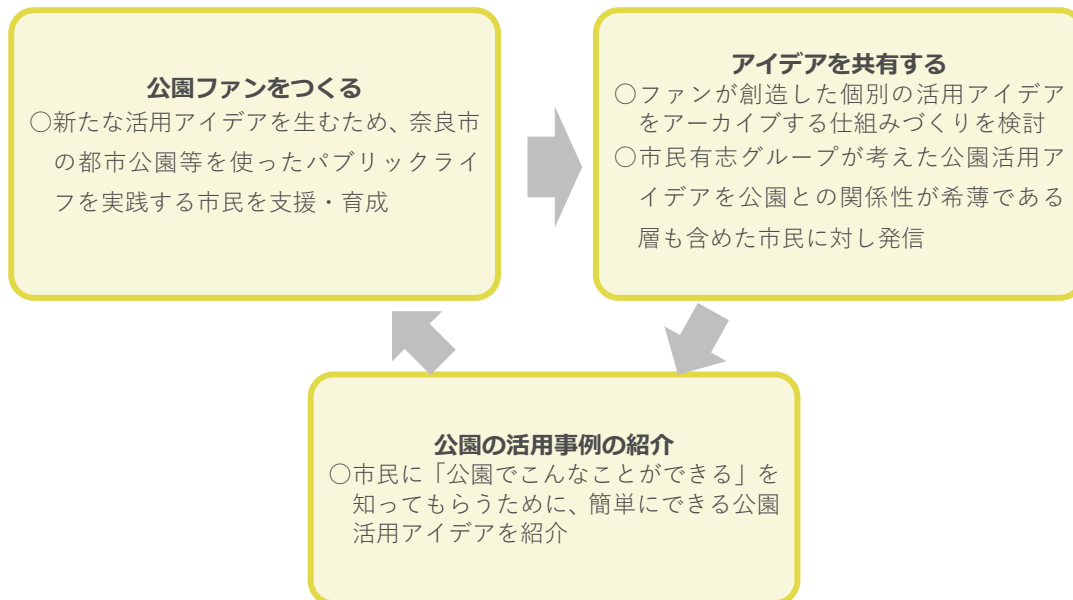 公園ファンをつくる
○新たな活用アイデアを生むため、奈良市
の都市公園等を使ったパブリックライ
フを実践する市民を支援・育成
アイデアを共有する
○ファンが創造した個別の活用アイデア
をアーカイブする仕組みづくりを検討
○市民有志グループが考えた公園活用ア
イデアを公園との関係性が希薄である
層も含めた市民に対し発信
公園の活用事例の紹介
○市民に「公園でこんなことができる」を
知ってもらうために、簡単にできる公園
活用アイデアを紹介